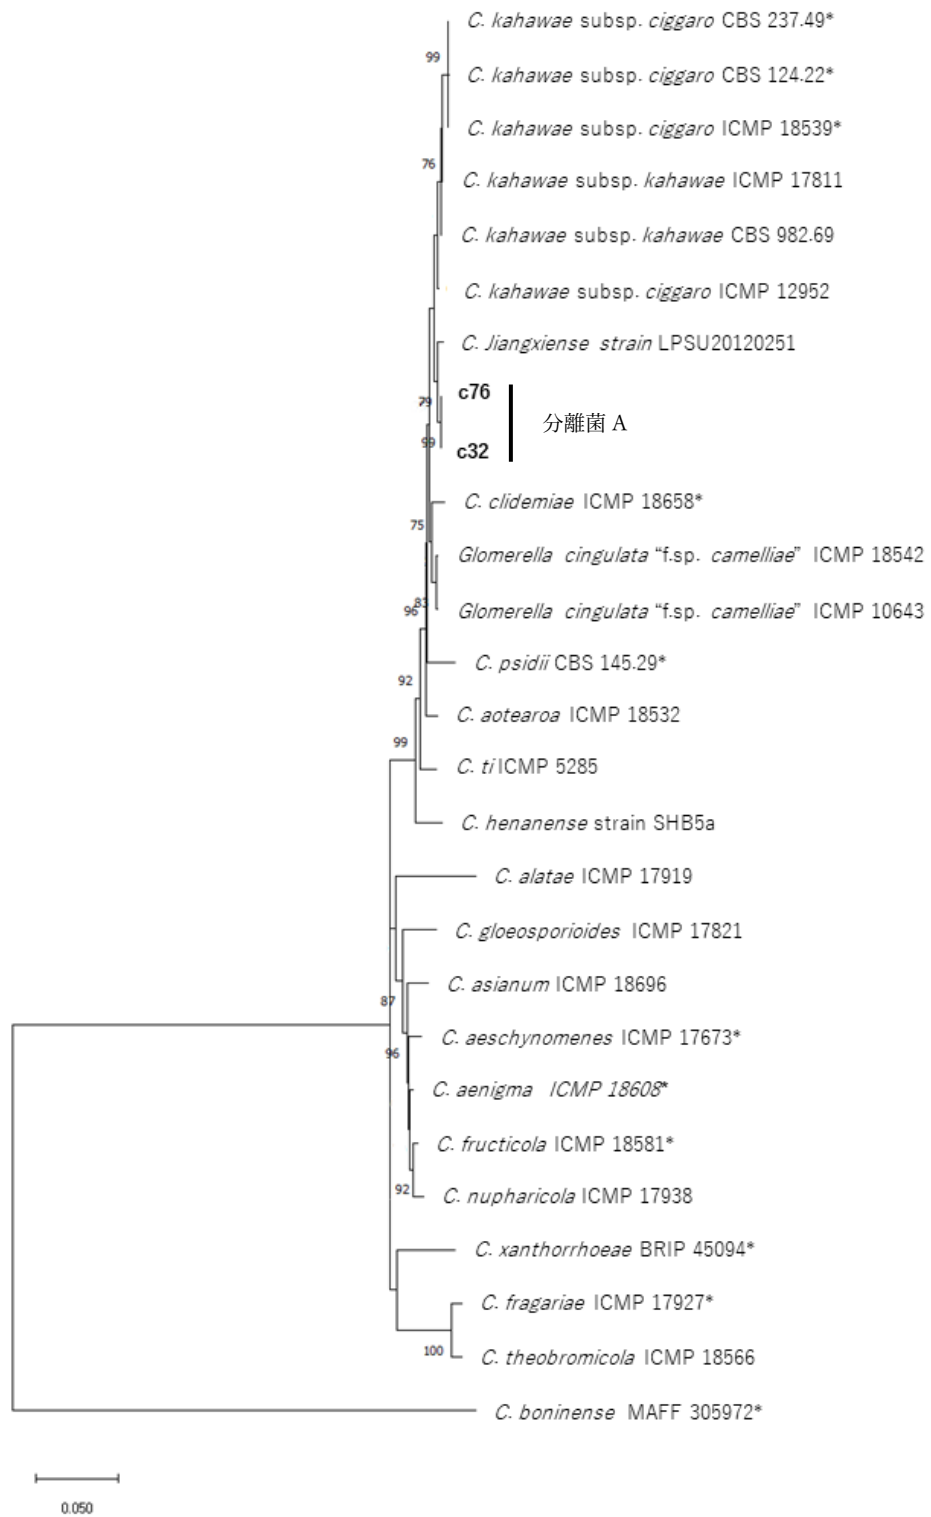 C. kahawae subsp. ciggaro CBS 237.49*
99
C. kahawae subsp. ciggaro CBS 124.22*
C. kahawae subsp. ciggaro ICMP 18539*
76
C. kahawae subsp. kahawae ICMP 17811
C. kahawae subsp. kahawae CBS 982.69
C. kahawae subsp. ciggaro ICMP 12952
C. Jiangxiense strain LPSU20120251
c76
79
分離菌 A
99
c32
C. clidemiae ICMP 18658*
75
Glomerella cingulata “f.sp. camelliae” ICMP 18542
83
96
Glomerella cingulata “f.sp. camelliae” ICMP 10643
C. psidii CBS 145.29*
92
C. aotearoa ICMP 18532
99
C. ti ICMP 5285
C. henanense strain SHB5a
C. alatae ICMP 17919
C. gloeosporioides ICMP 17821
C. asianum ICMP 18696
87
C. aeschynomenes ICMP 17673*
96
C. aenigma ICMP 18608*
C. fructicola ICMP 18581*
92
C. nupharicola ICMP 17938
C. xanthorrhoeae BRIP 45094*
C. fragariae ICMP 17927*
100
C. theobromicola ICMP 18566
C. boninense MAFF 305972*
0.050